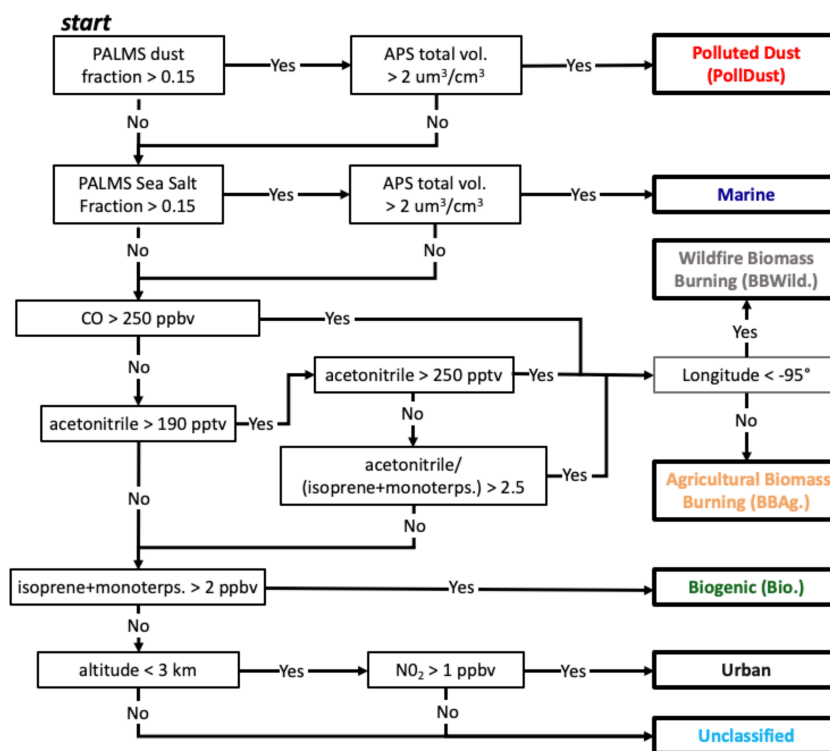 start
PALMS dust
fraction > 0.15
Yes
APS total vol.
> 2 um³/cm³
Yes
Polluted Dust
(PollDust)
No
No
PALMS Sea Salt
Fraction > 0.15
Yes
APS total vol.
> 2 um³/cm³
Yes
Marine
No
No
Wildfire Biomass
Burning (BBWild.)
CO > 250 ppbv
Yes
Yes
No
acetonitrile > 250 pptv
Yes
Longitude < -95°
acetonitrile > 190 pptv
Yes
No
No
acetonitrile/
(isoprene+monoterps.) > 2.5
Yes
Agricultural Biomass
Burning (BBAg.)
No
No
isoprene+monoterps. > 2 ppbv
Yes
Biogenic (Bio.)
No
altitude < 3 km
Yes
N0₂ > 1 ppbv
Yes
Urban
No
No
Unclassified